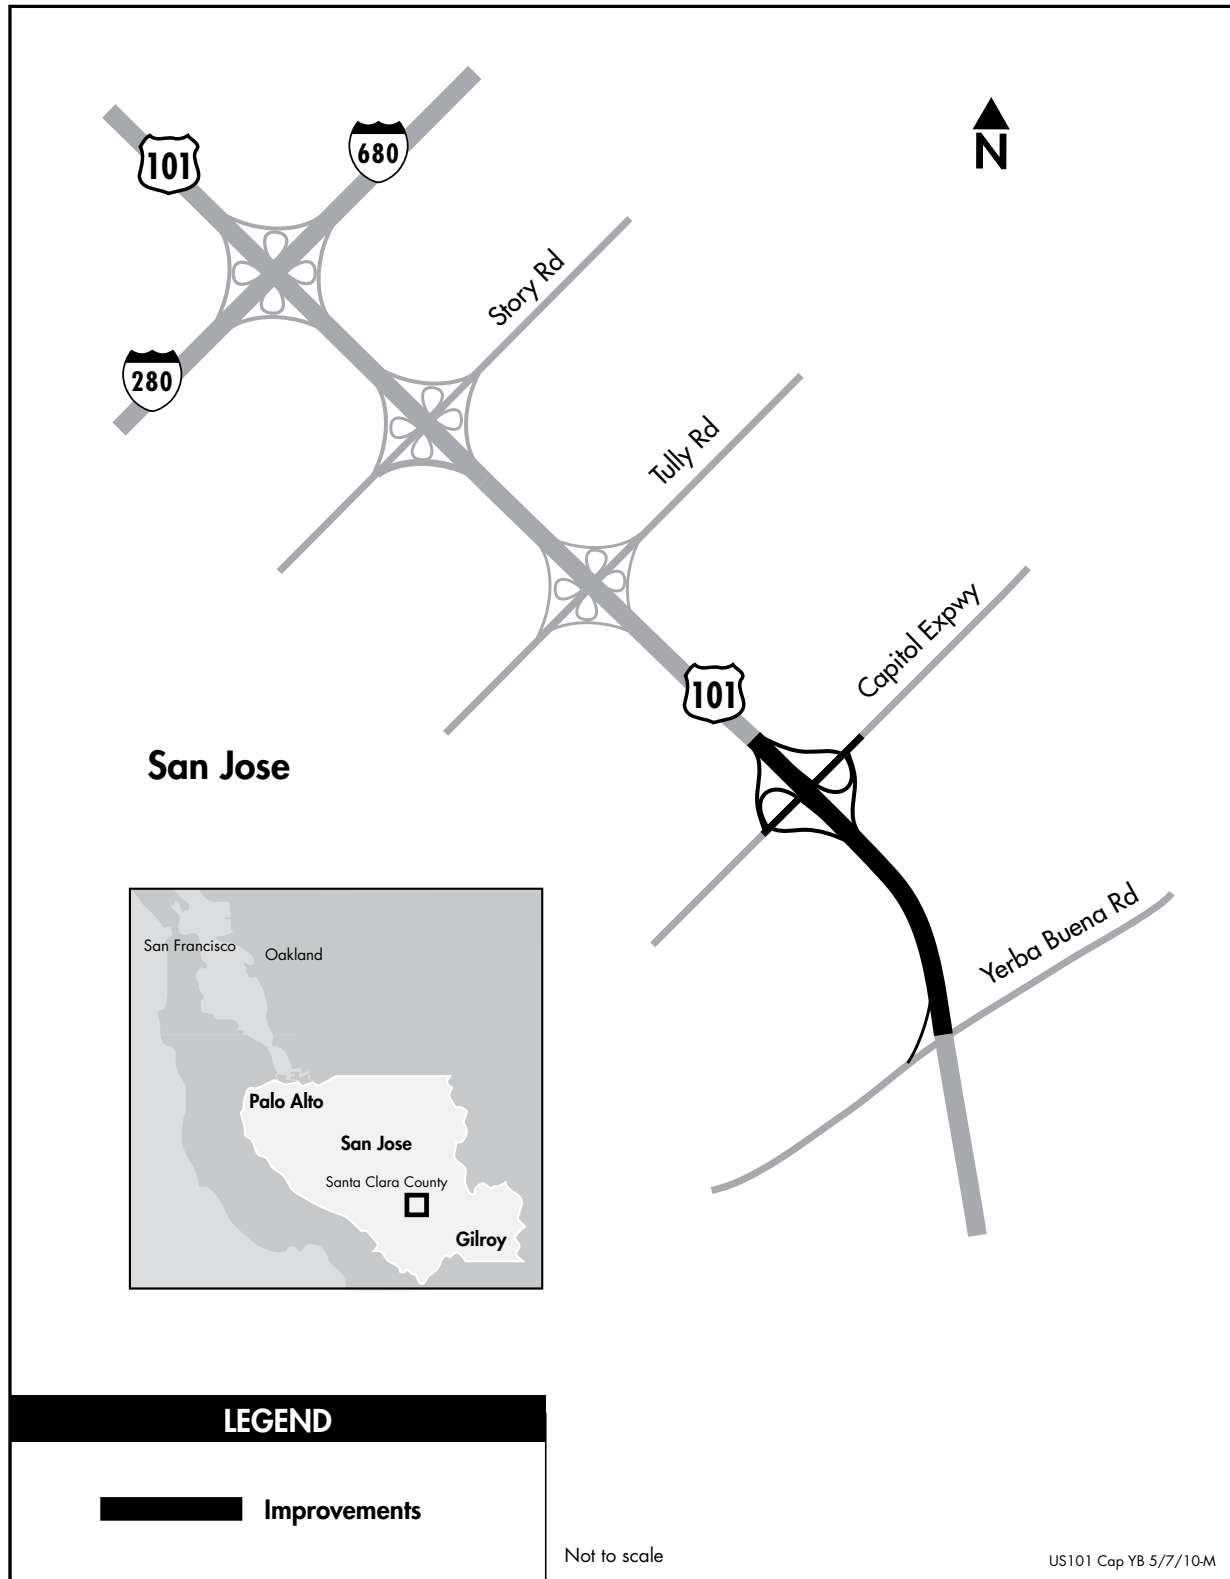 101
680
N
Story Rd
280
Tully Rd
Capitol Expwy
101
San Jose
Yerba Buena Rd
San Francisco
Oakland
Palo Alto
San Jose
Santa Clara County
Gilroy
LEGEND
Improvements
Not to scale
US101 Cap YB 5/7/10-M